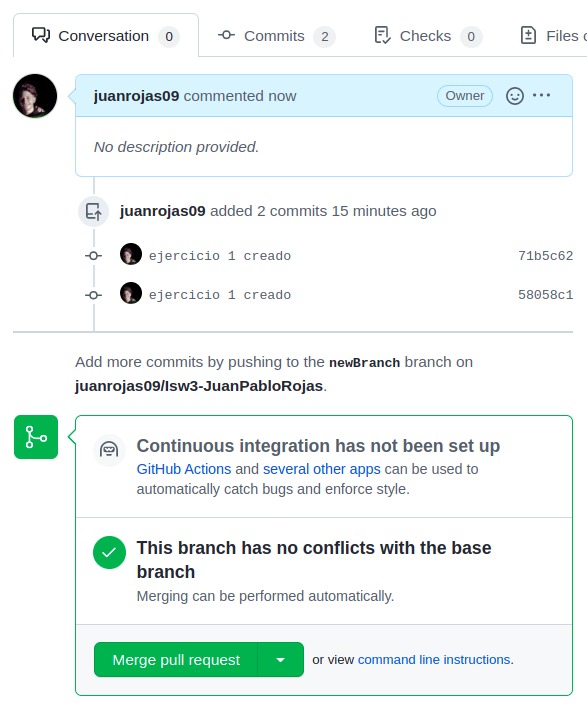 Conversation 0 Commits 2 Checks 0 Files
juanrojas09 commented now Owner
No description provided.
juanrojas09 added 2 commits 15 minutes ago
ejercicio 1 creado 71b5c62
ejercicio 1 creado 58058c1
Add more commits by pushing to the newBranch branch on
juanrojas09/Isw3-JuanPabloRojas.
Continuous integration has not been set up
GitHub Actions and several other apps can be used to
automatically catch bugs and enforce style.
This branch has no conflicts with the base
branch
Merging can be performed automatically.
Merge pull request or view command line instructions.